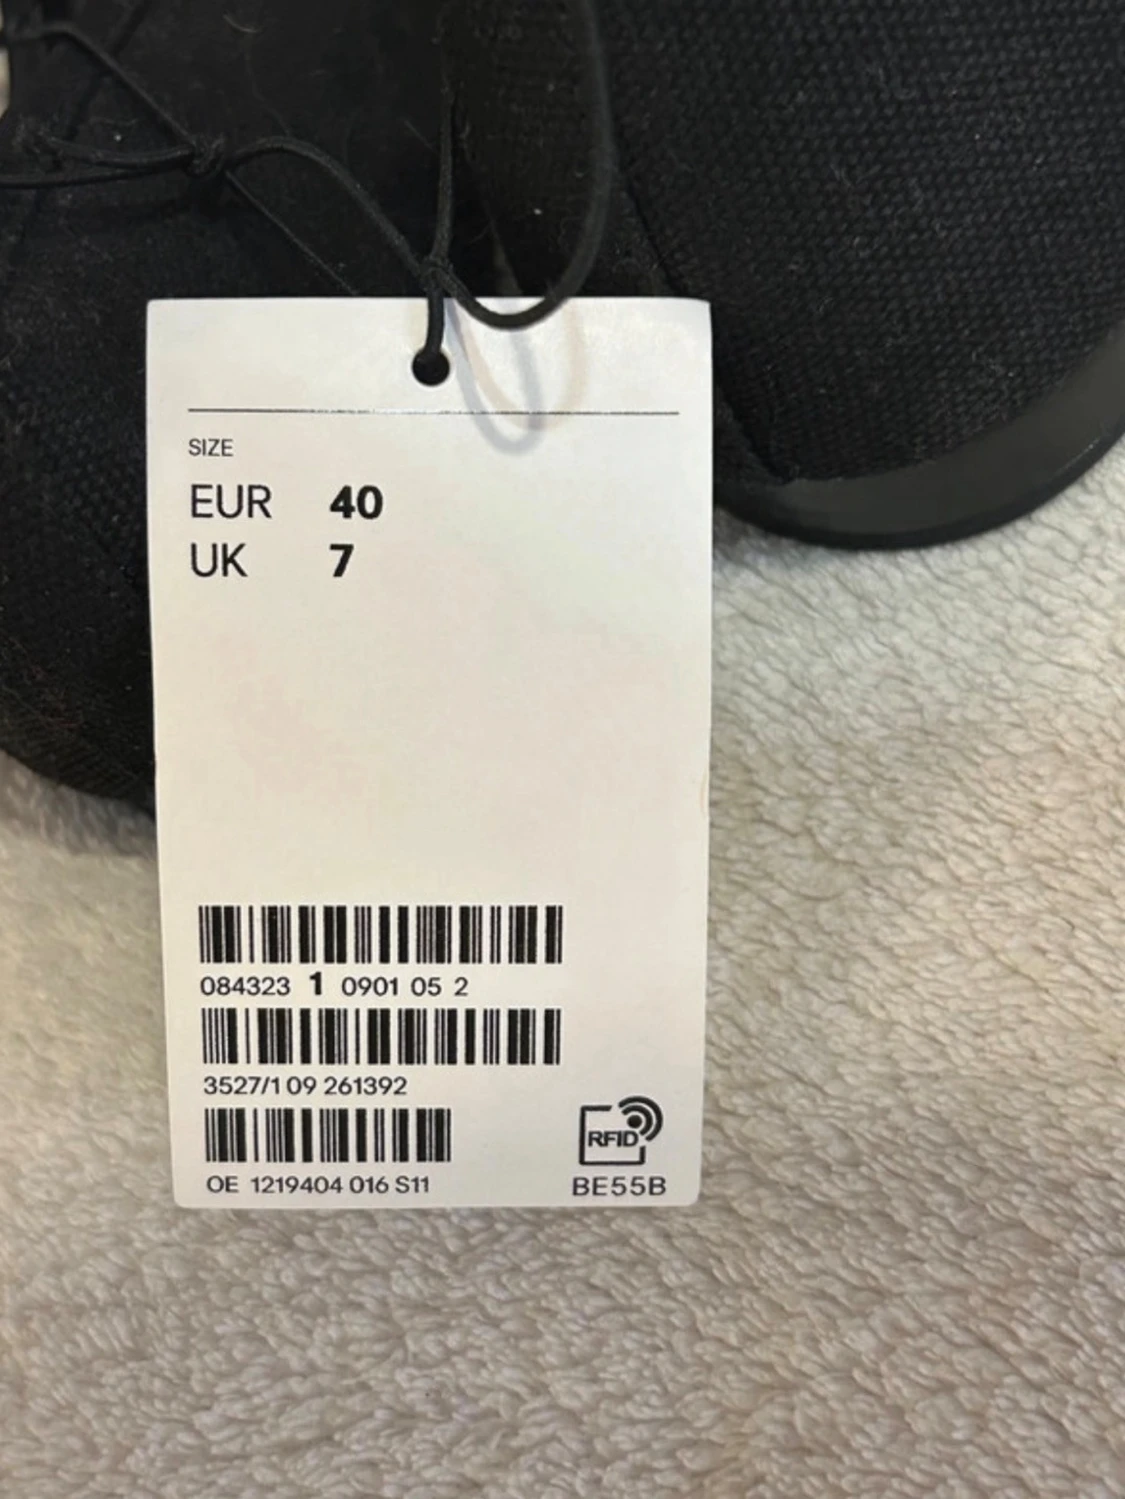 SIZE
EUR 40
UK 7
084323 1 0901 05 2
3527/1 09 261392
RFID
OE 1219404 016 S11
BE55B